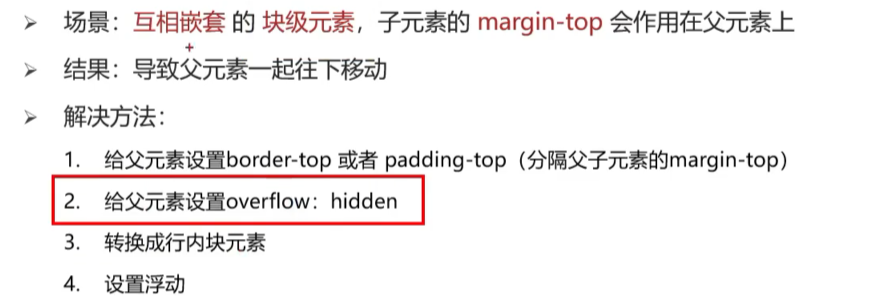 ➢ 场景：互相嵌套 的 块级元素，子元素的 margin-top 会作用在父元素上
➢ 结果：导致父元素一起往下移动
➢ 解决方法：
1. 给父元素设置border-top 或者 padding-top（分隔父子元素的margin-top）
2. 给父元素设置overflow：hidden
3. 转换成行内块元素
4. 设置浮动